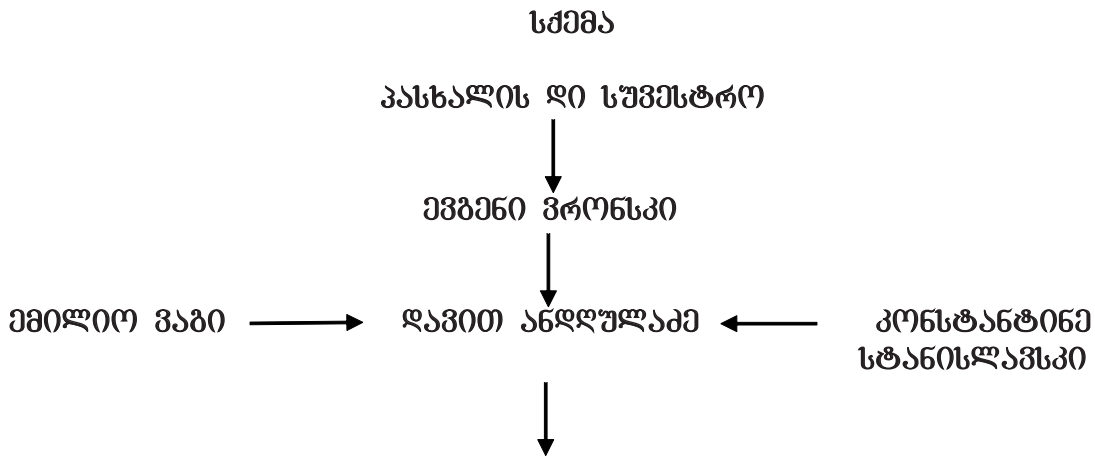 სქემა
პასხალის დი სუვესტრო
ევგენი ვრონსკი
ემილიო ვაგი
დავით ანდღულაძე
კონსტანტინე
სტანისლავსკი